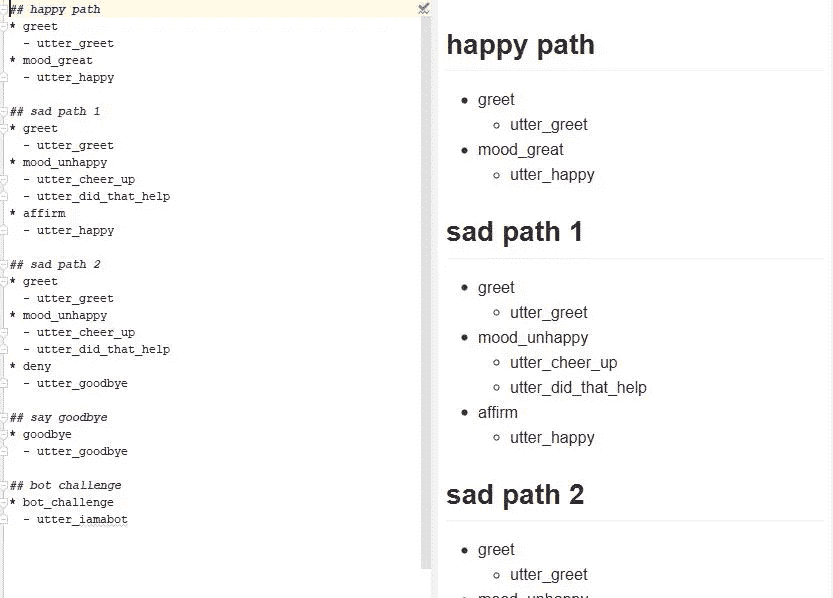 ## happy path
* greet
  - utter_greet
* mood_great
  - utter_happy

## sad path 1
* greet
  - utter_greet
* mood_unhappy
  - utter_cheer_up
  - utter_did_that_help
* affirm
  - utter_happy

## sad path 2
* greet
  - utter_greet
* mood_unhappy
  - utter_cheer_up
  - utter_did_that_help
* deny
  - utter_goodbye

## say goodbye
* goodbye
  - utter_goodbye

## bot challenge
* bot_challenge
  - utter_iamabot

happy path
• greet
◦ utter_greet
• mood_great
◦ utter_happy
sad path 1
• greet
◦ utter_greet
• mood_unhappy
◦ utter_cheer_up
◦ utter_did_that_help
• affirm
◦ utter_happy
sad path 2
• greet
◦ utter_greet
• mood_unhappy